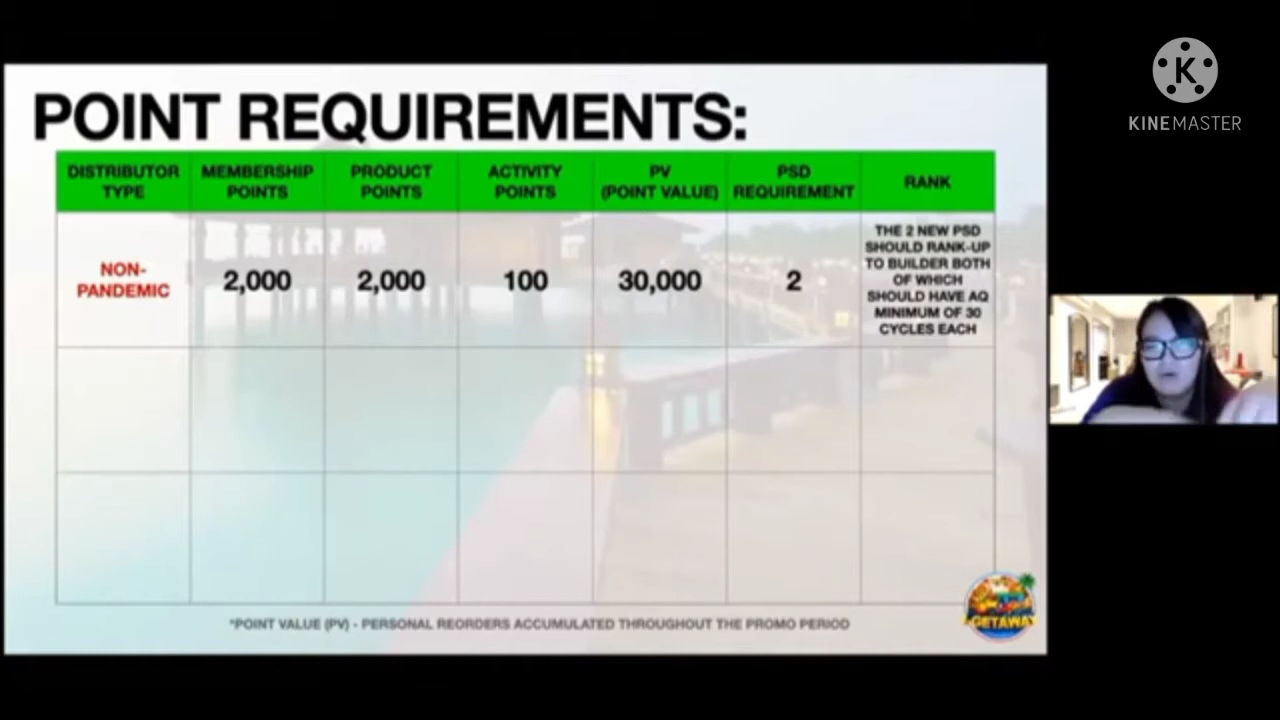 POINT REQUIREMENTS:
DISTRIBUTOR TYPE
MEMBERSHIP POINTS
PRODUCT POINTS
ACTIVITY POINTS
PV (POINT VALUE)
PSD REQUIREMENT
RANK
NON-
PANDEMIC
2,000
2,000
100
30,000
2
THE 2 NEW PSD
SHOULD RANK-UP
TO BUILDER BOTH
OF WHICH
SHOULD HAVE AQ
MINIMUM OF 30
CYCLES EACH
*POINT VALUE (PV) - PERSONAL REORDERS ACCUMULATED THROUGHOUT THE PROMO PERIOD
GETAWAY
K
KINEMASTER